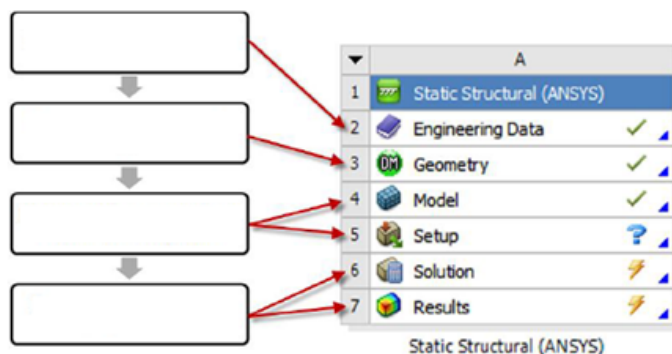 A
1 Static Structural (ANSYS)
2 Engineering Data
3 DM Geometry
4 Model
5 Setup ?
6 Solution
7 Results
Static Structural (ANSYS)